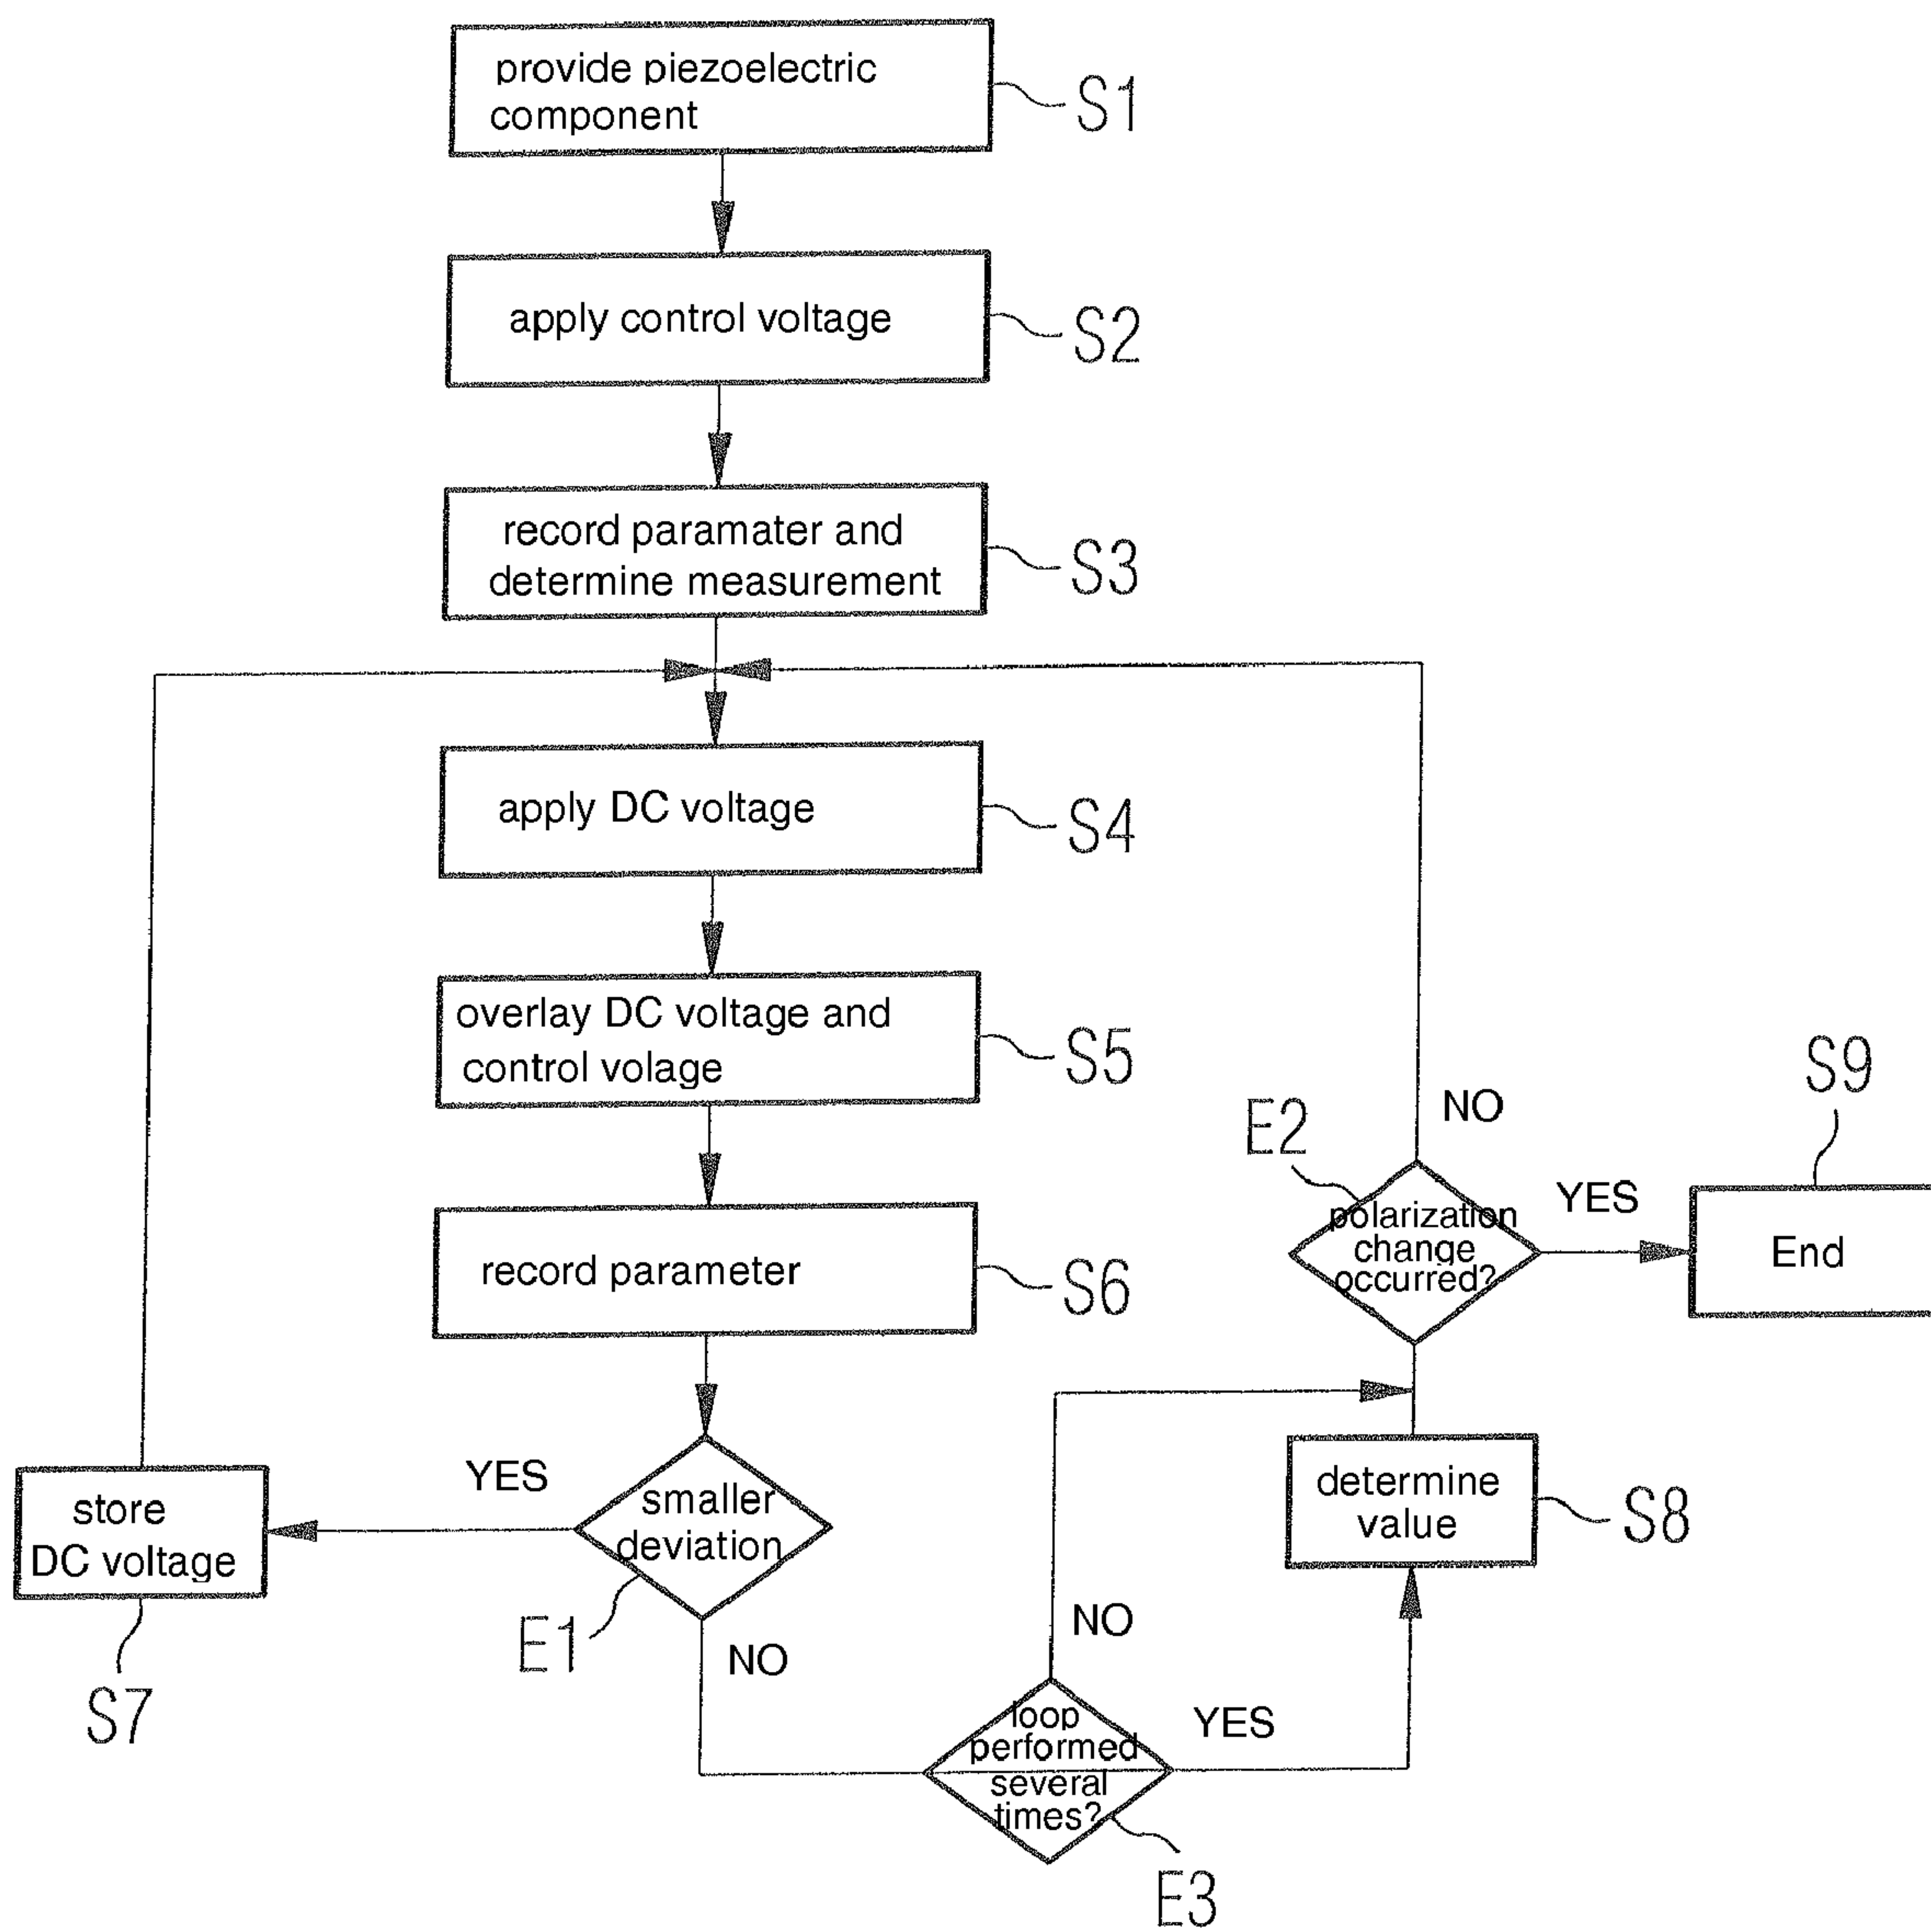 provide piezoelectric
component
S1
apply control voltage
S2
record paramater and
determine measurement
S3
apply DC voltage
S4
overlay DC voltage and
control volage
S5
record parameter
S6
smaller
deviation
E1
YES
NO
store
DC voltage
S7
loop
performed
several
times?
E3
NO
YES
determine
value
S8
polarization
change
occurred?
E2
NO
YES
End
S9